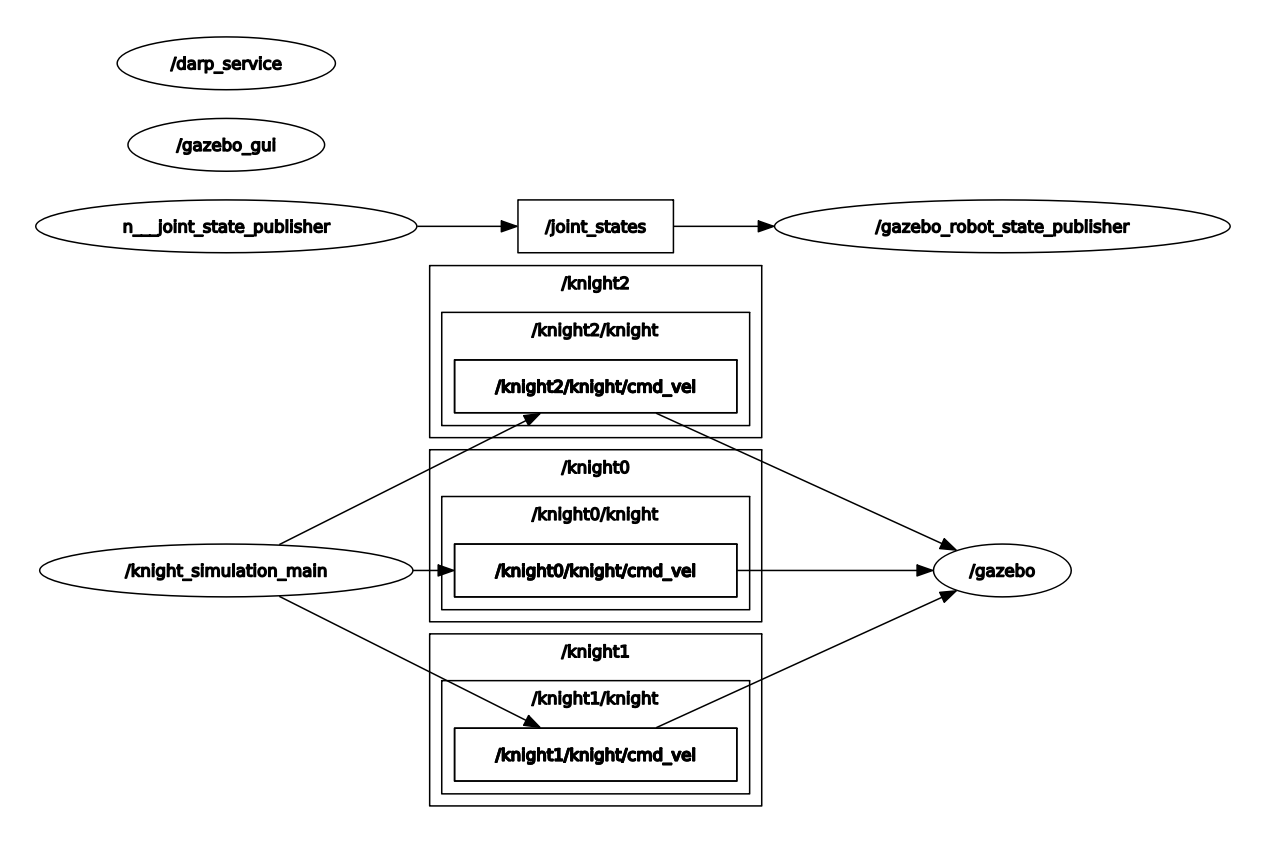 /darp_service
/gazebo_gui
n___joint_state_publisher
/joint_states
/gazebo_robot_state_publisher
/knight2
/knight2/knight
/knight2/knight/cmd_vel
/knight0
/knight0/knight
/knight_simulation_main
/knight0/knight/cmd_vel
/gazebo
/knight1
/knight1/knight
/knight1/knight/cmd_vel